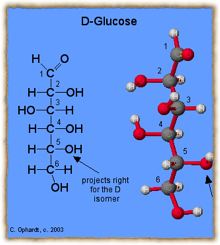 D-Glucose
H O
1
2
H OH
3
HO H
4
H OH
5
H OH
6
H H
OH
projects right
for the D
isomer
1
2
3
4
5
6
C. Ophardt, c. 2003